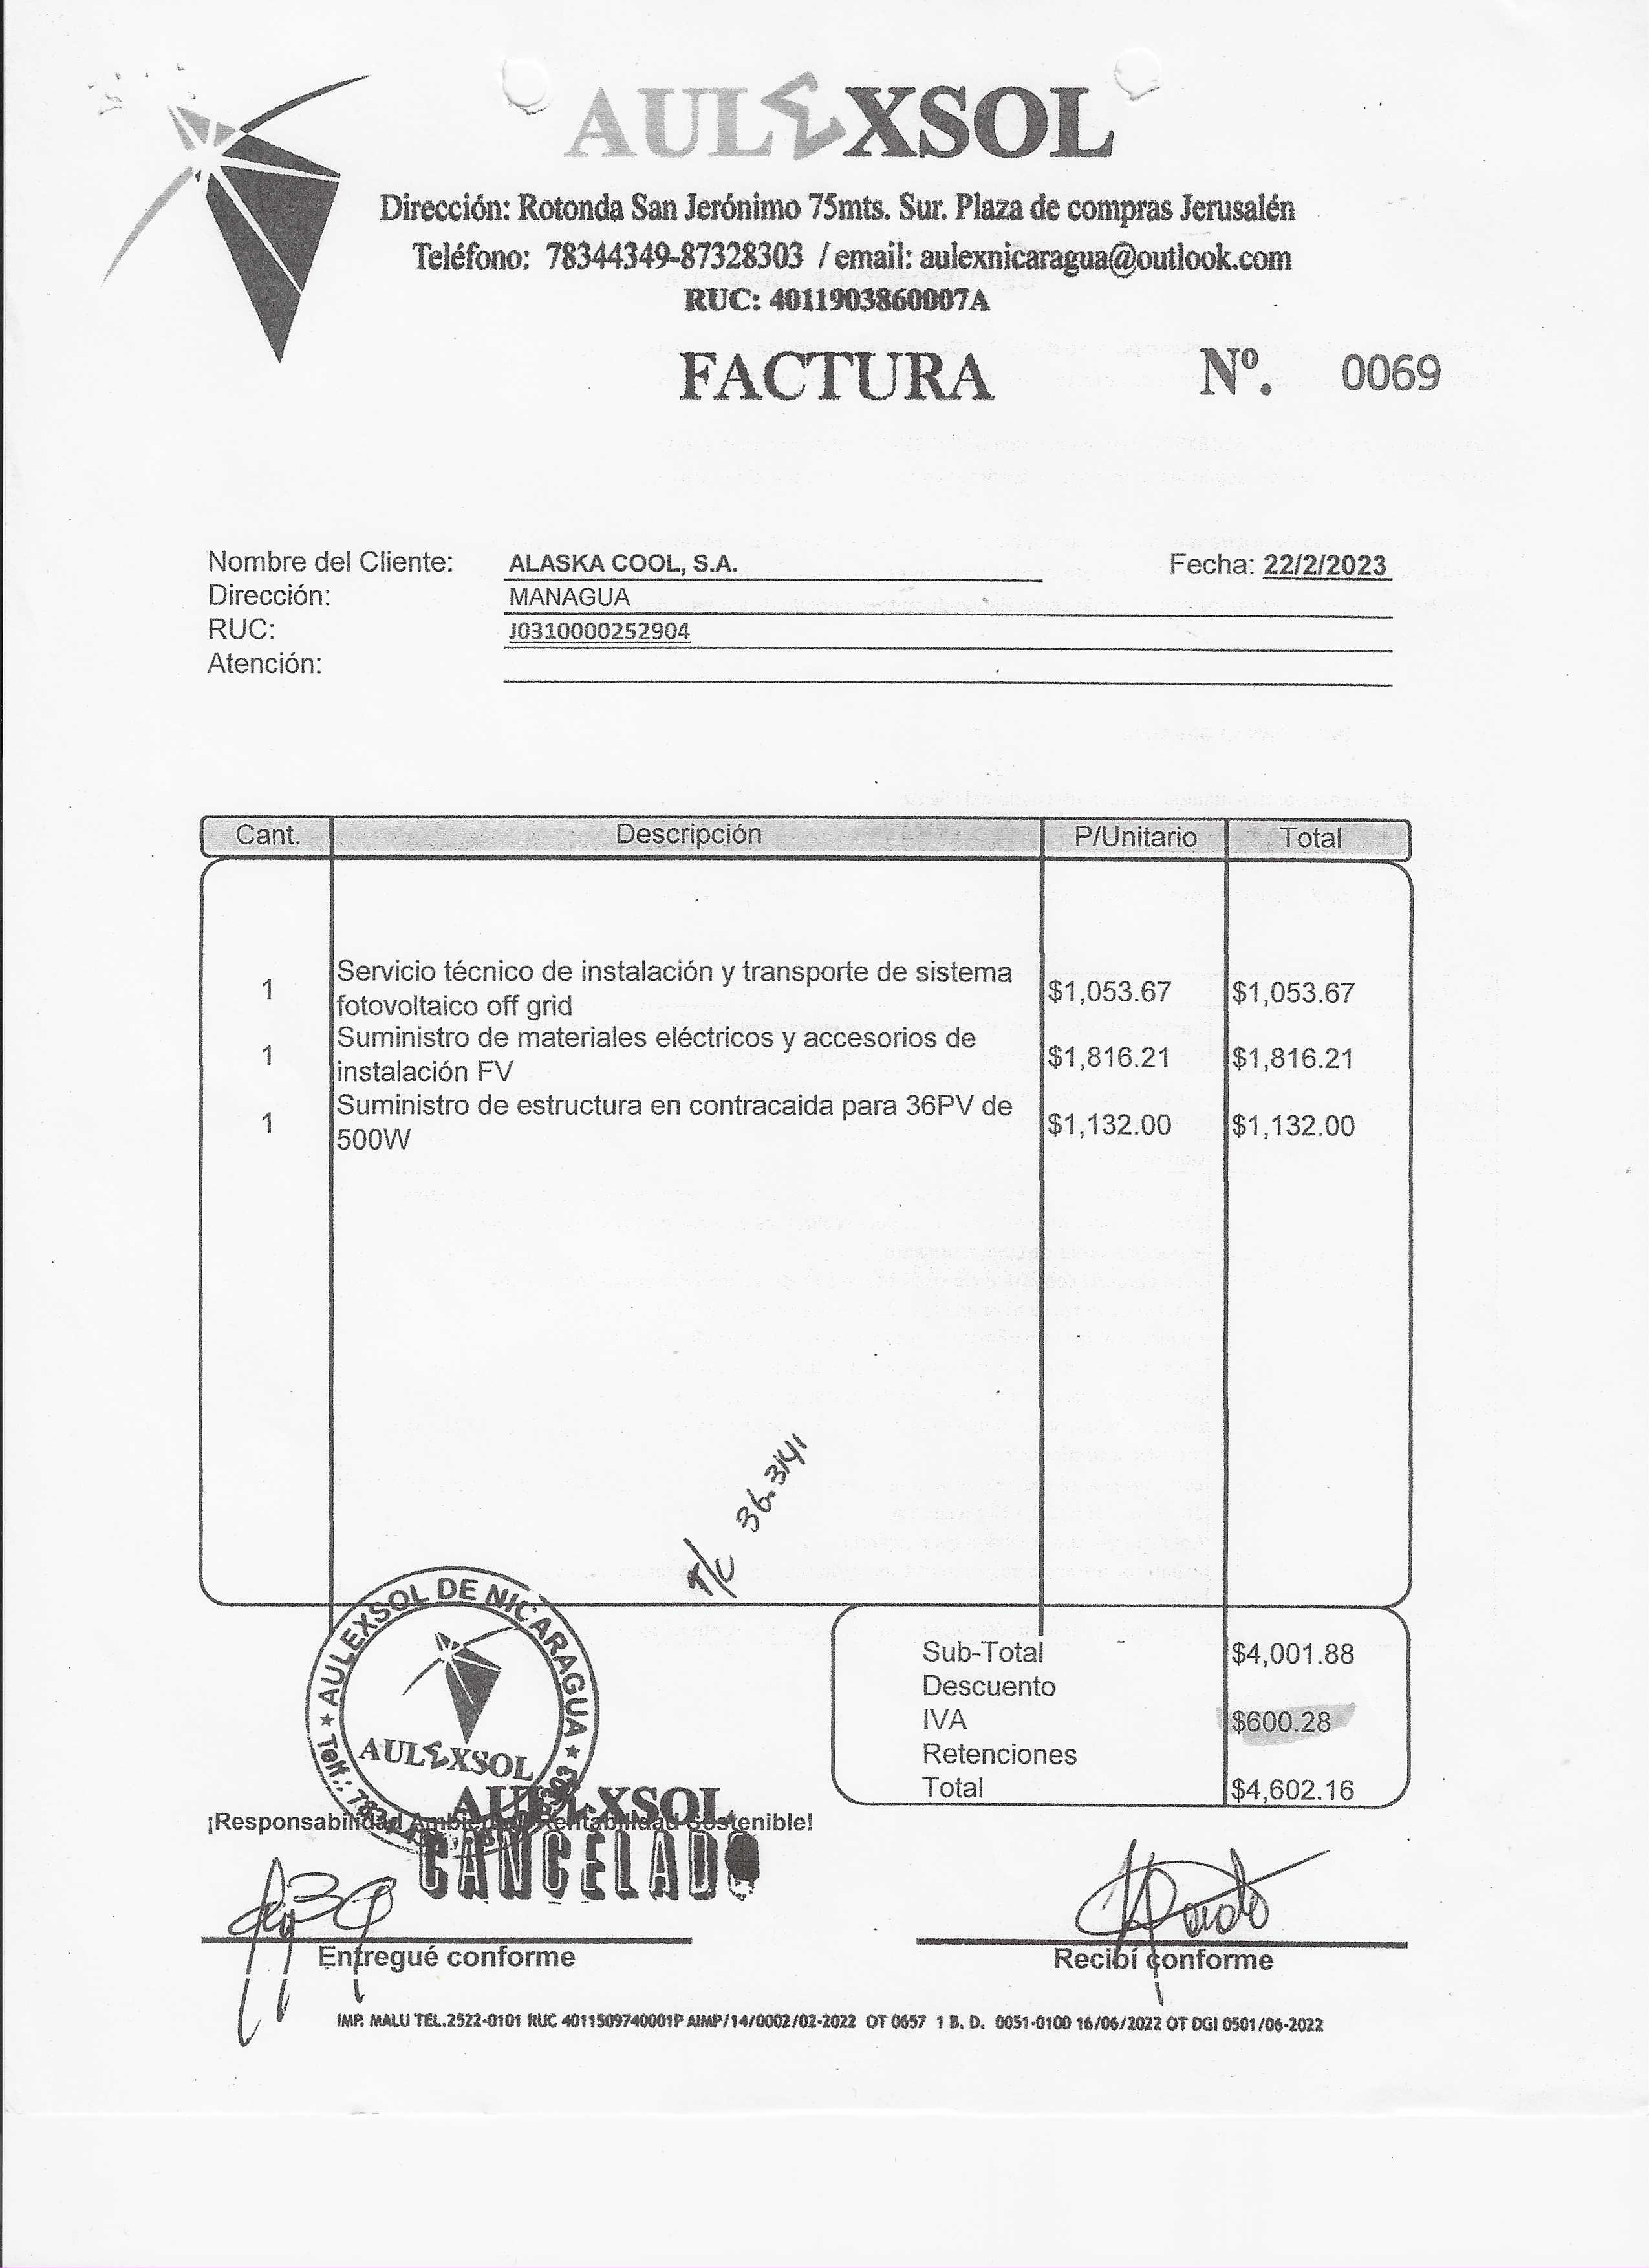 AULEXSOL
Dirección: Rotonda San Jerónimo 75mts. Sur. Plaza de compras Jerusalén
Teléfono: 78344349-87328303 / email: aulexnicaragua@outlook.com
RUC: 4011903860007A
FACTURA Nº. 0069
Nombre del Cliente: ALASKA COOL, S.A. Fecha: 22/2/2023
Dirección: MANAGUA
RUC: J0310000252904
Atención:
Cant. Descripción P/Unitario Total
Servicio técnico de instalación y transporte de sistema
1 fotovoltaico off grid $1,053.67 $1,053.67
Suministro de materiales eléctricos y accesorios de
1 instalación FV $1,816.21 $1,816.21
Suministro de estructura en contracaida para 36PV de
1 500W $1,132.00 $1,132.00
T/C 36.3141
Sub-Total $4,001.88
Descuento
IVA $600.28
Retenciones
Total $4,602.16
AULEXSOL DE NICARAGUA
AULEXSOL
Telf.:
AULEXSOL
¡Responsabilidad Ambiental, Rentabilidad Sostenible!
CANCELADO
Entregué conforme Recibí conforme
IMP. MALU TEL.2522-0101 RUC 4011509740001P AIMP/14/0002/02-2022 OT 0657 1 B. D. 0051-0100 16/06/2022 OT DGI 0501/06-2022